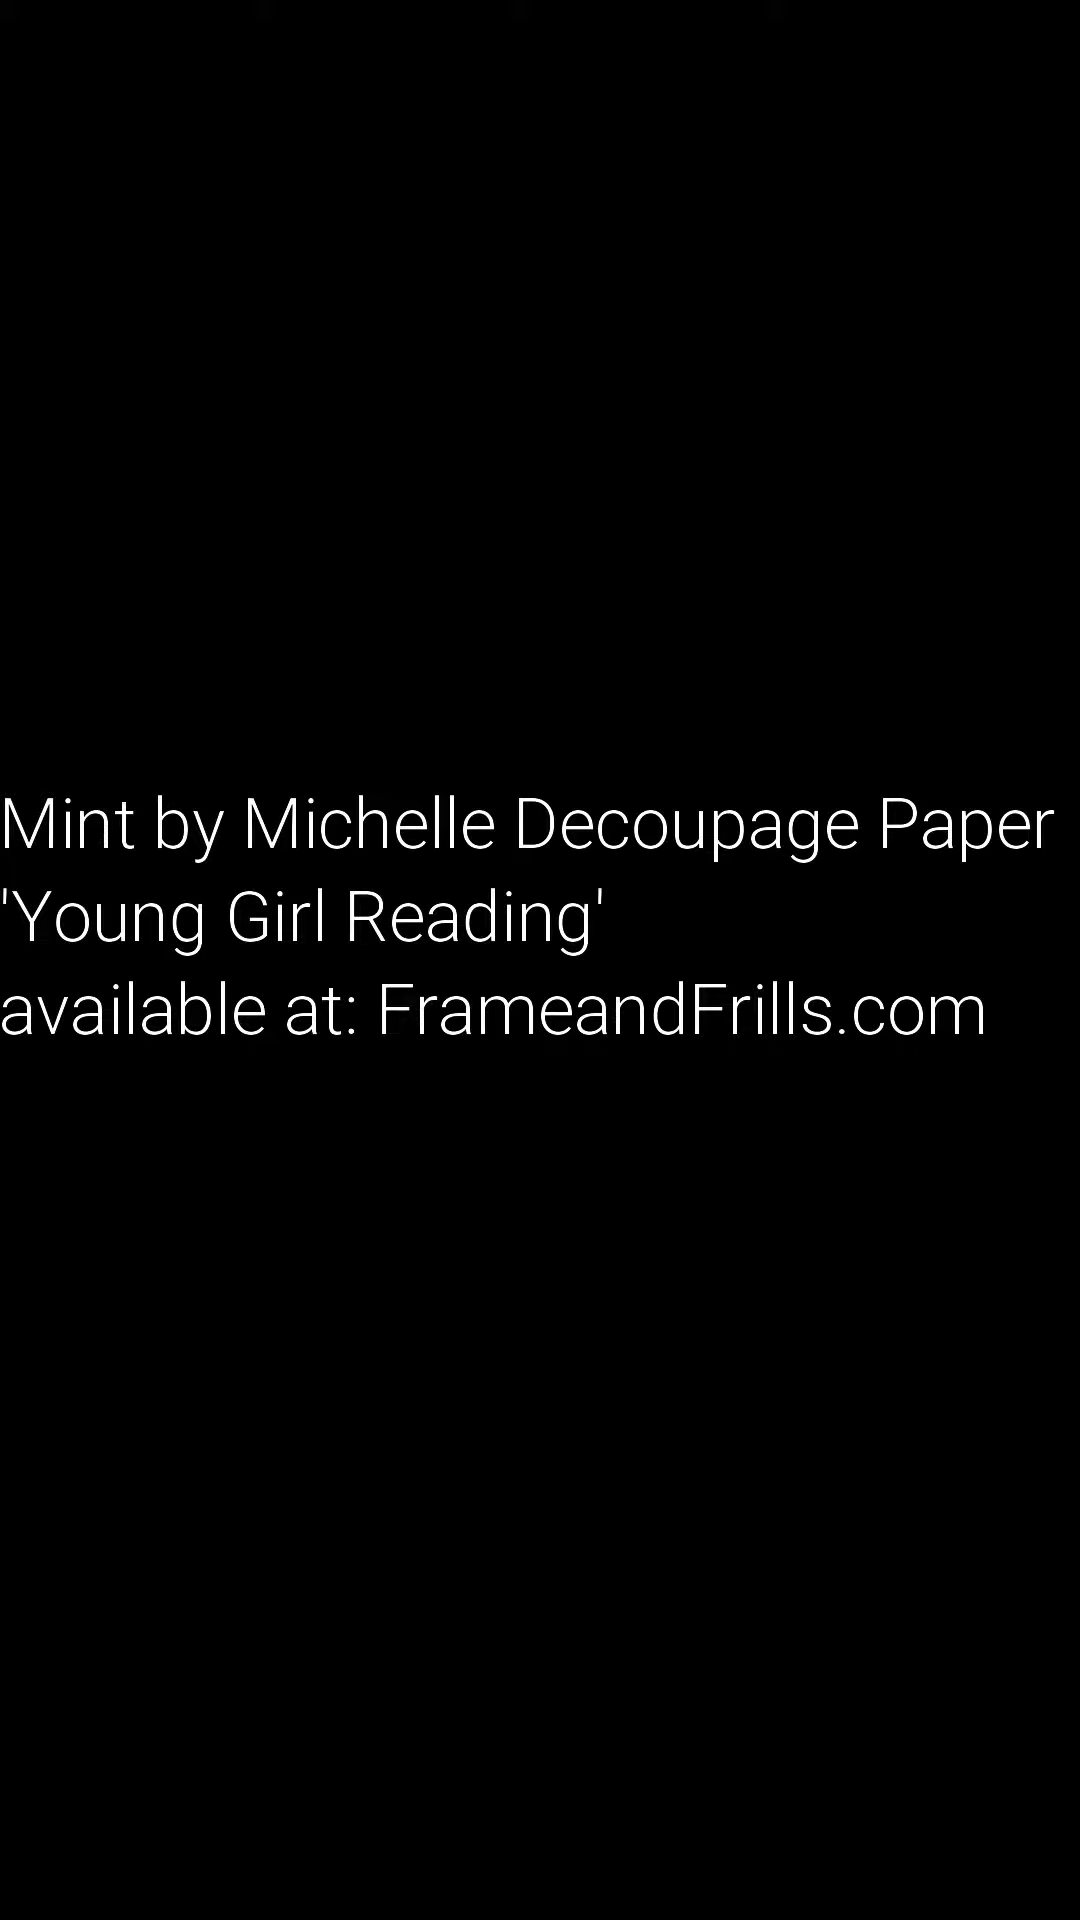 Mint by Michelle Decoupage Paper
'Young Girl Reading'
available at: FrameandFrills.com